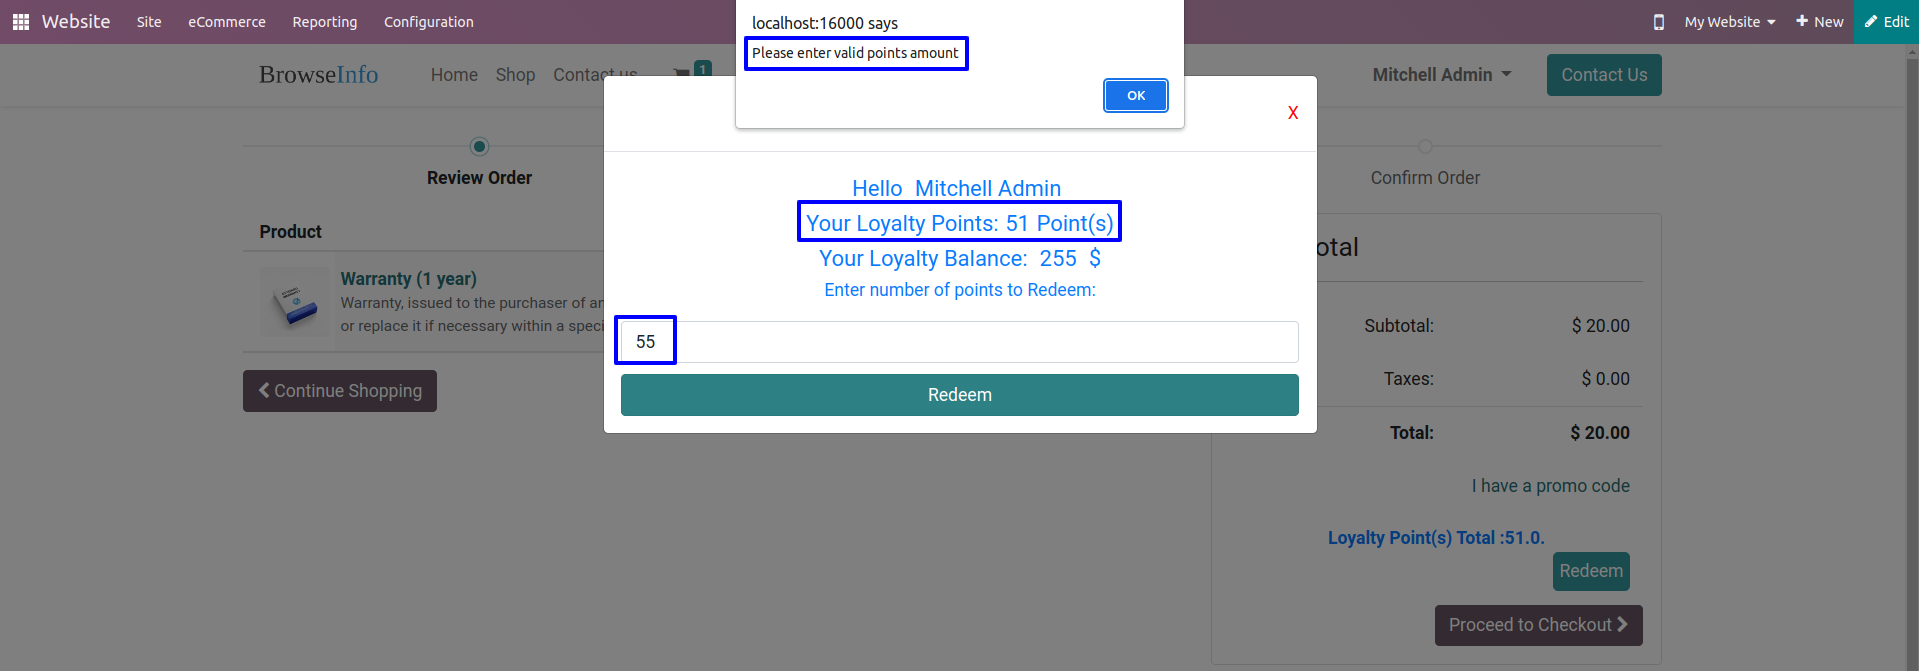 Website Site eCommerce Reporting Configuration My Website New Edit
localhost:16000 says
Please enter valid points amount
OK
BrowseInfo Home Shop Contact us 1 Mitchell Admin Contact Us
X
Review Order Confirm Order
Hello Mitchell Admin
Your Loyalty Points: 51 Point(s)
Your Loyalty Balance: 255 $
Enter number of points to Redeem:
55
Redeem
Product
Warranty (1 year)
Warranty, issued to the purchaser of an
or replace it if necessary within a speci
Continue Shopping
otal
Subtotal: $ 20.00
Taxes: $ 0.00
Total: $ 20.00
I have a promo code
Loyalty Point(s) Total :51.0.
Redeem
Proceed to Checkout